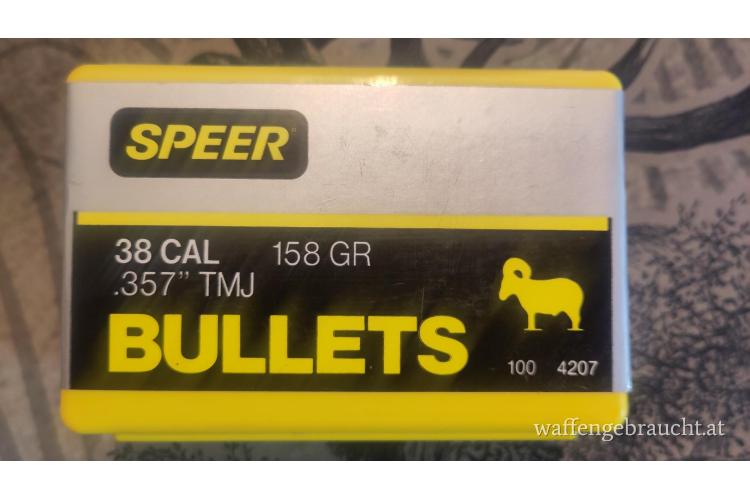 SPEER
38 CAL 158 GR
.357” TMJ
BULLETS
100 4207
waffengebraucht.at